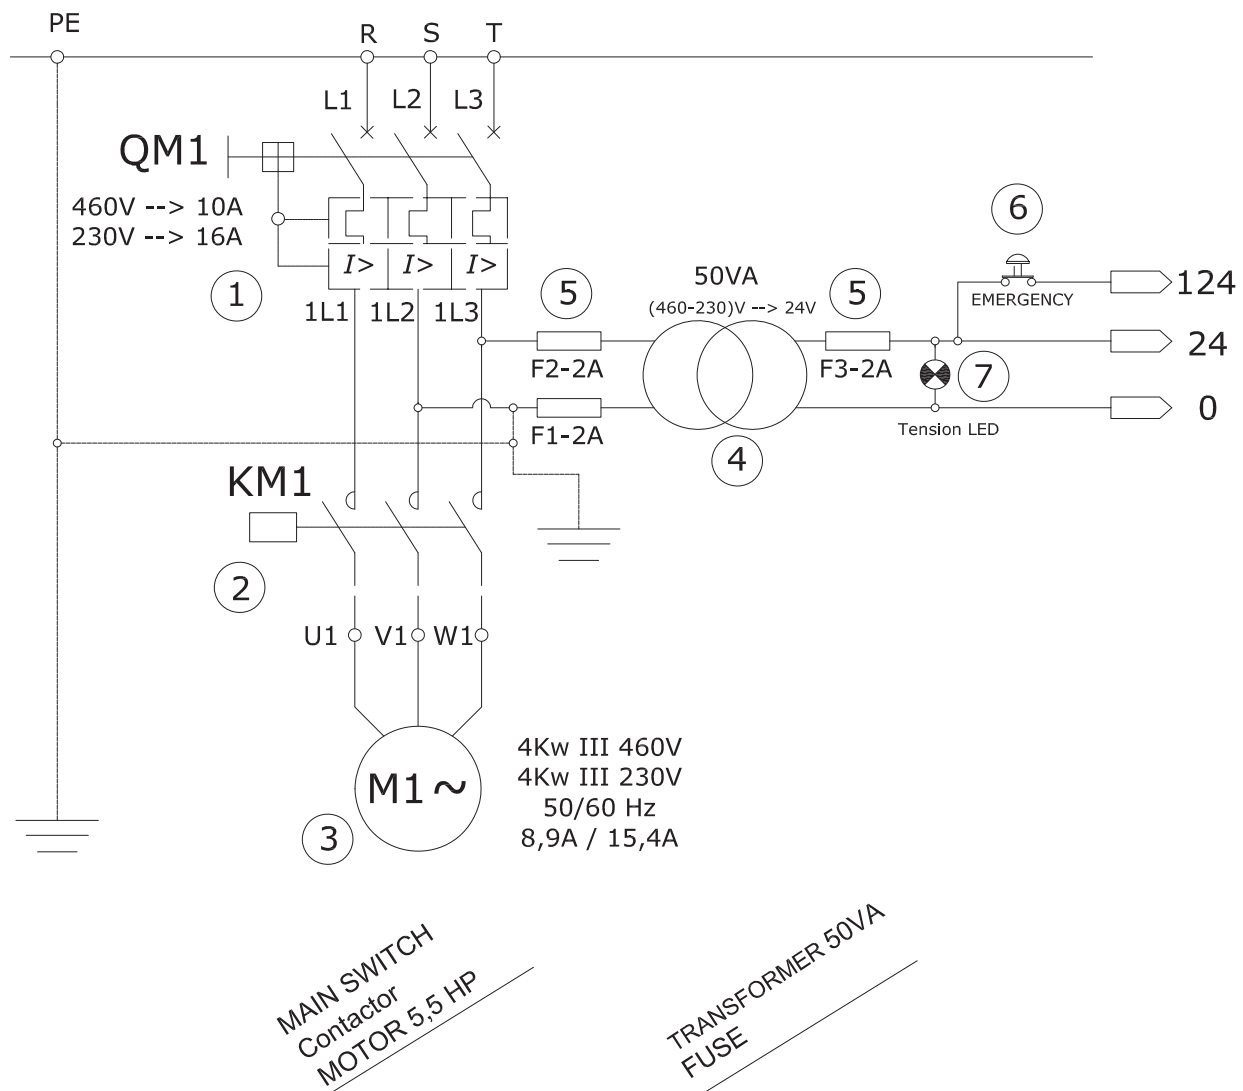 PE
R S T
L1 L2 L3
QM1
460V --> 10A
230V --> 16A
1
I> I> I>
1L1 1L2 1L3
5
F2-2A
F1-2A
50VA
(460-230)V --> 24V
4
5
F3-2A
6
EMERGENCY
7
Tension LED
124
24
0
KM1
2
U1 V1 W1
M1 ~
3
4Kw III 460V
4Kw III 230V
50/60 Hz
8,9A / 15,4A
MAIN SWITCH
Contactor
MOTOR 5,5 HP
TRANSFORMER 50VA
FUSE